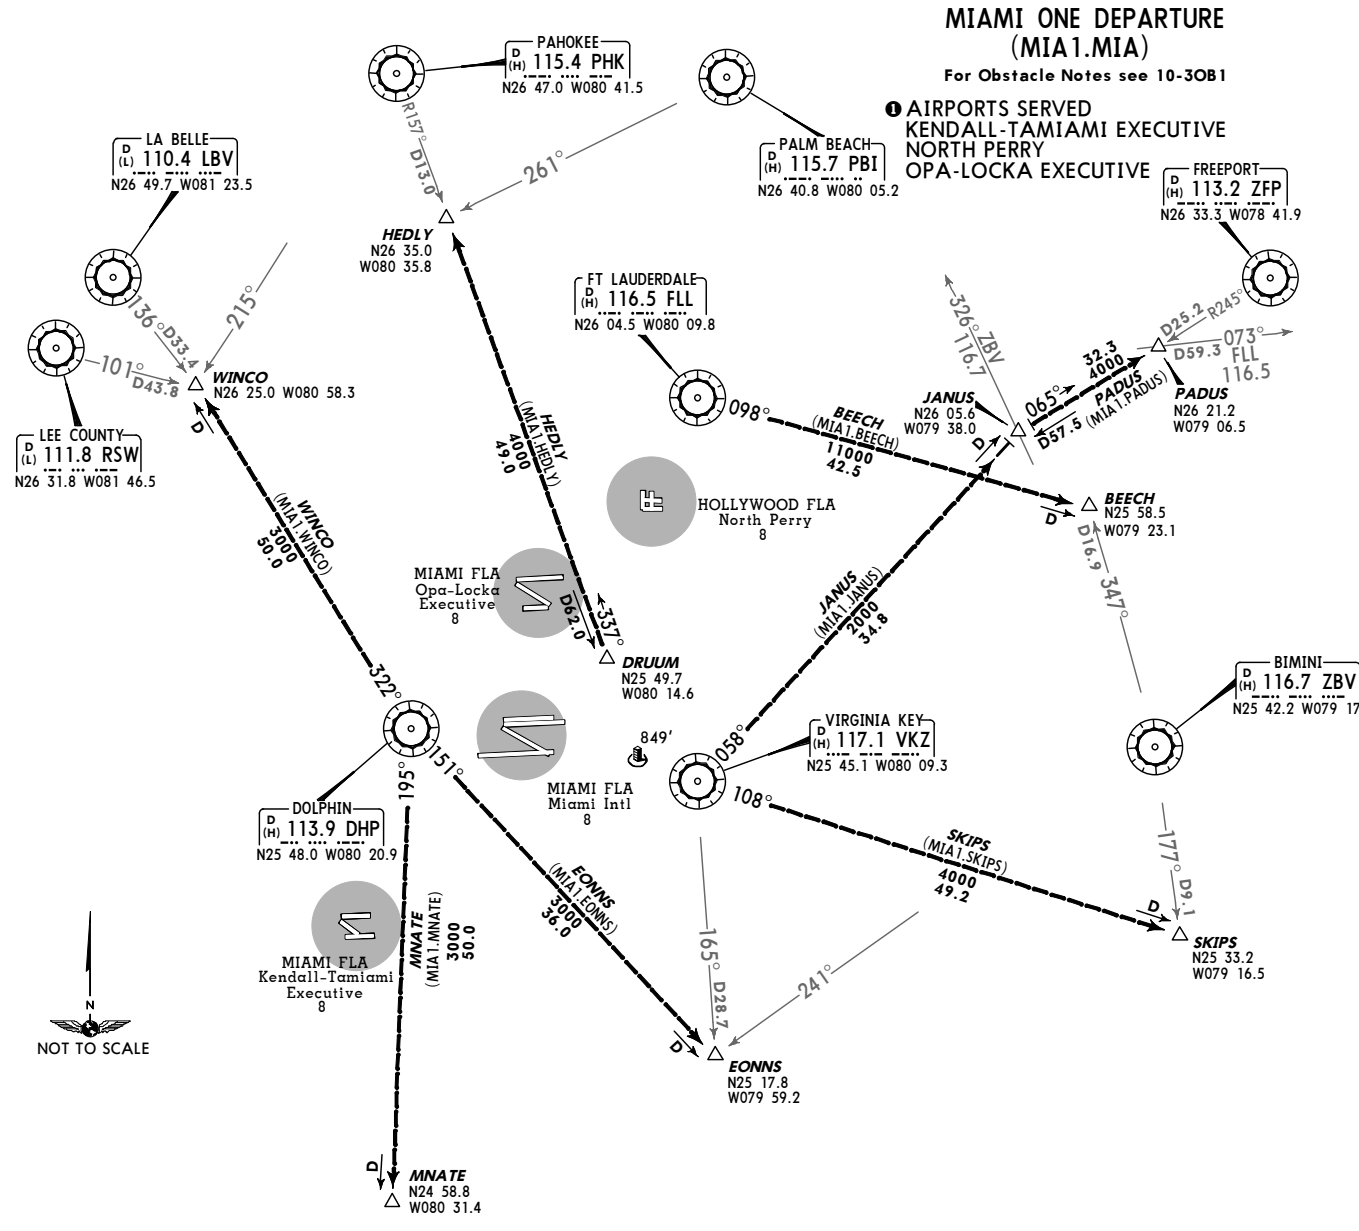 MIAMI ONE DEPARTURE
(MIA1.MIA)
For Obstacle Notes see 10-3OB1
❶ AIRPORTS SERVED
KENDALL-TAMIAMI EXECUTIVE
NORTH PERRY
OPA-LOCKA EXECUTIVE
PAHOKEE
D
(H) 115.4 PHK
N26 47.0 W080 41.5
PALM BEACH
D
(H) 115.7 PBI
N26 40.8 W080 05.2
LA BELLE
D
(L) 110.4 LBV
N26 49.7 W081 23.5
FREEPORT
D
(H) 113.2 ZFP
N26 33.3 W078 41.9
R157°
D13.0
261°
HEDLY
N26 35.0
W080 35.8
FT LAUDERDALE
D
(H) 116.5 FLL
N26 04.5 W080 09.8
136°
D33.4
215°
101°
D43.8
WINCO
N26 25.0 W080 58.3
D
LEE COUNTY
D
(L) 111.8 RSW
N26 31.8 W081 46.5
326° ZBV
116.7
D25.2
R245°
073°
D59.3
FLL
116.5
32.3
4000
PADUS
(MIA1.PADUS)
065°
D57.5
PADUS
N26 21.2
W079 06.5
JANUS
N26 05.6
W079 38.0
D
098°
BEECH
(MIA1.BEECH)
11000
42.5
D
BEECH
N25 58.5
W079 23.1
D16.9
347°
HEDLY
(MIA1.HEDLY)
4000
49.0
HOLLYWOOD FLA
North Perry
8
WINCO
(MIA1.WINCO)
3000
50.0
MIAMI FLA
Opa-Locka
Executive
8
D62.0
337°
DRUUM
N25 49.7
W080 14.6
JANUS
(MIA1.JANUS)
2000
34.8
322°
BIMINI
D
(H) 116.7 ZBV
N25 42.2 W079 17
VIRGINIA KEY
D
(H) 117.1 VKZ
N25 45.1 W080 09.3
849'
MIAMI FLA
Miami Intl
8
058°
108°
151°
195°
DOLPHIN
D
(H) 113.9 DHP
N25 48.0 W080 20.9
SKIPS
(MIA1.SKIPS)
4000
49.2
D
177°
D9.1
SKIPS
N25 33.2
W079 16.5
EONNS
(MIA1.EONNS)
3000
36.0
MNATE
(MIA1.MNATE)
3000
50.0
MIAMI FLA
Kendall-Tamiami
Executive
8
165°
D28.7
241°
D
EONNS
N25 17.8
W079 59.2
N
NOT TO SCALE
D
MNATE
N24 58.8
W080 31.4